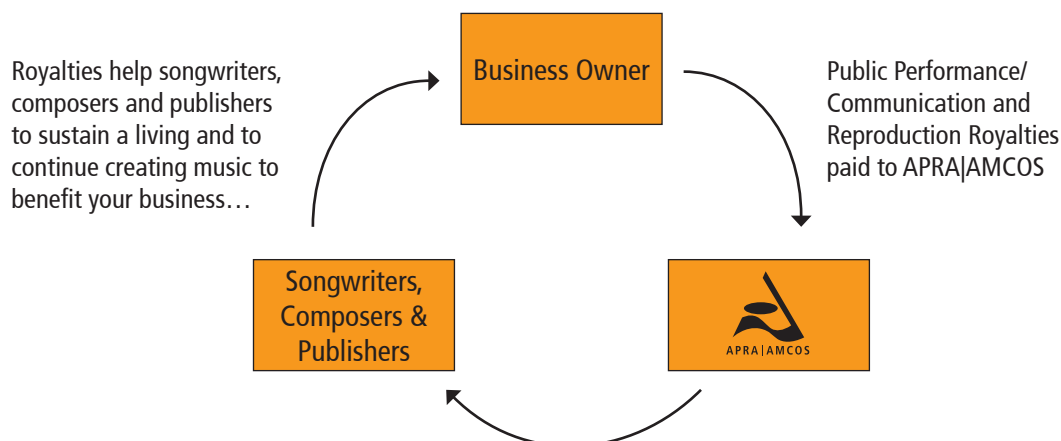 Royalties help songwriters,
composers and publishers
to sustain a living and to
continue creating music to
benefit your business…
Business Owner
Public Performance/
Communication and
Reproduction Royalties
paid to APRA|AMCOS
Songwriters,
Composers &
Publishers
APRA|AMCOS